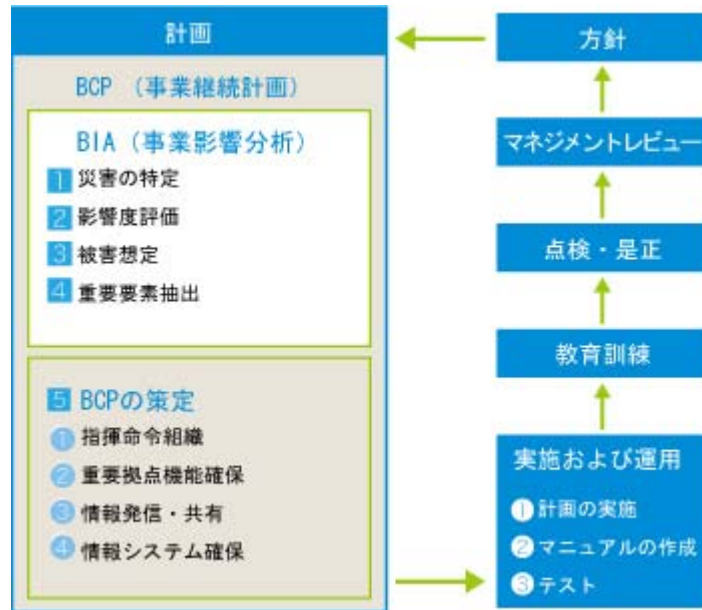 計画
BCP （事業継続計画）
BIA（事業影響分析）
1 災害の特定
2 影響度評価
3 被害想定
4 重要要素抽出
5 BCPの策定
① 指揮命令組織
② 重要拠点機能確保
③ 情報発信・共有
④ 情報システム確保
方針
マネジメントレビュー
点検・是正
教育訓練
実施および運用
① 計画の実施
② マニュアルの作成
③ テスト